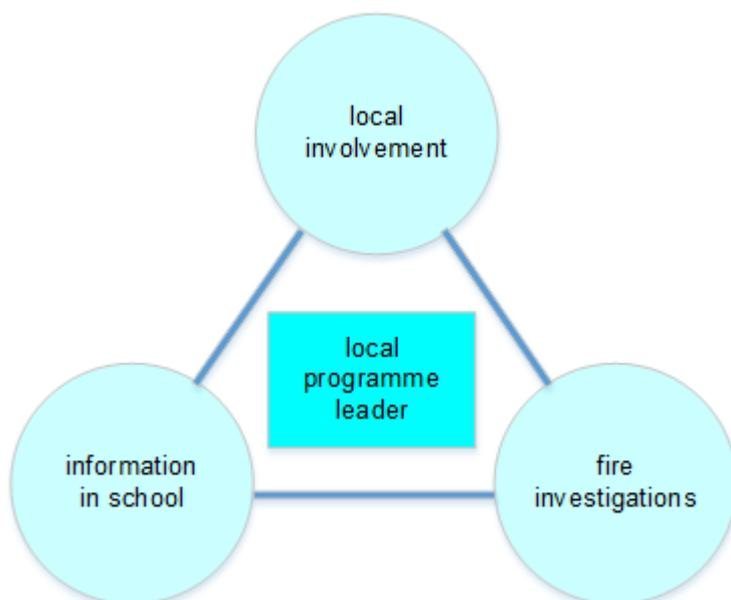 local
involvement
local
programme
leader
information
in school
fire
investigations